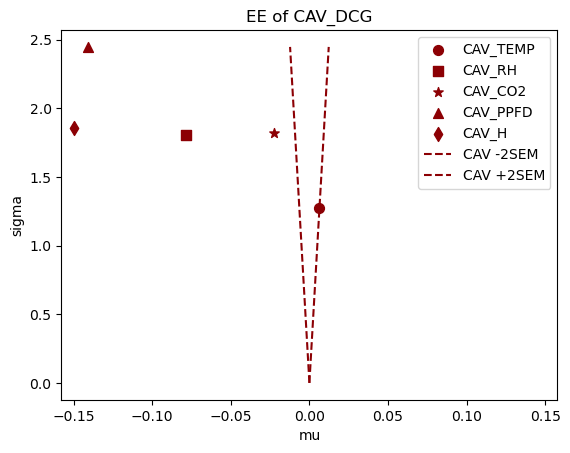 EE of CAV_DCG
CAV_TEMP
CAV_RH
CAV_CO2
CAV_PPFD
CAV_H
CAV -2SEM
CAV +2SEM
sigma
2.5
2.0
1.5
1.0
0.5
0.0
−0.15
−0.10
−0.05
0.00
0.05
0.10
0.15
mu